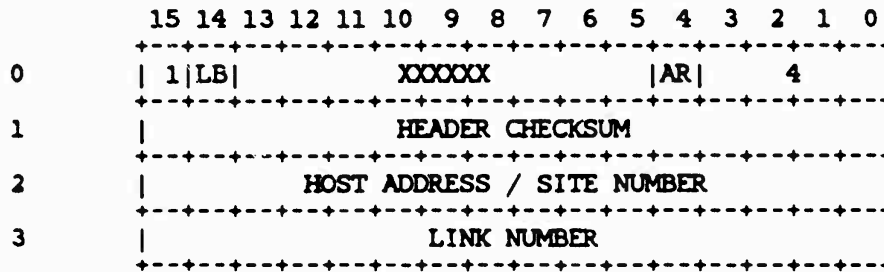 15 14 13 12 11 10 9 8 7 6 5 4 3 2 1 0
+--+--+--+--+--+--+--+--+--+--+--+--+--+--+--+--
0 | 1|LB| XXXXXX |AR| 4
+--+--+--+--+--+--+--+--+--+--+--+--+--+--+--+--
1 | HEADER CHECKSUM
+--+--+--+--+--+--+--+--+--+--+--+--+--+--+--+--
2 | HOST ADDRESS / SITE NUMBER
+--+--+--+--+--+--+--+--+--+--+--+--+--+--+--+--
3 | LINK NUMBER
+--+--+--+--+--+--+--+--+--+--+--+--+--+--+--+--